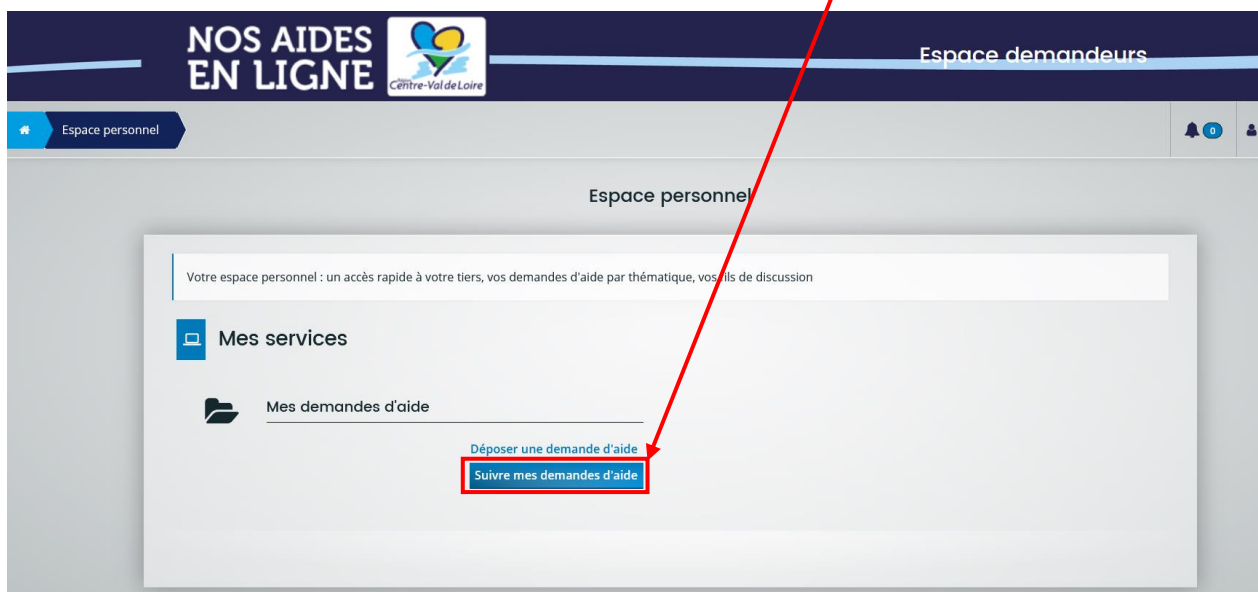 NOS AIDES
EN LIGNE
Centre-Val de Loire
Espace demandeurs
Espace personnel
0
Espace personnel
Votre espace personnel : un accès rapide à votre tiers, vos demandes d'aide par thématique, vos fils de discussion
Mes services
Mes demandes d'aide
Déposer une demande d'aide
Suivre mes demandes d'aide